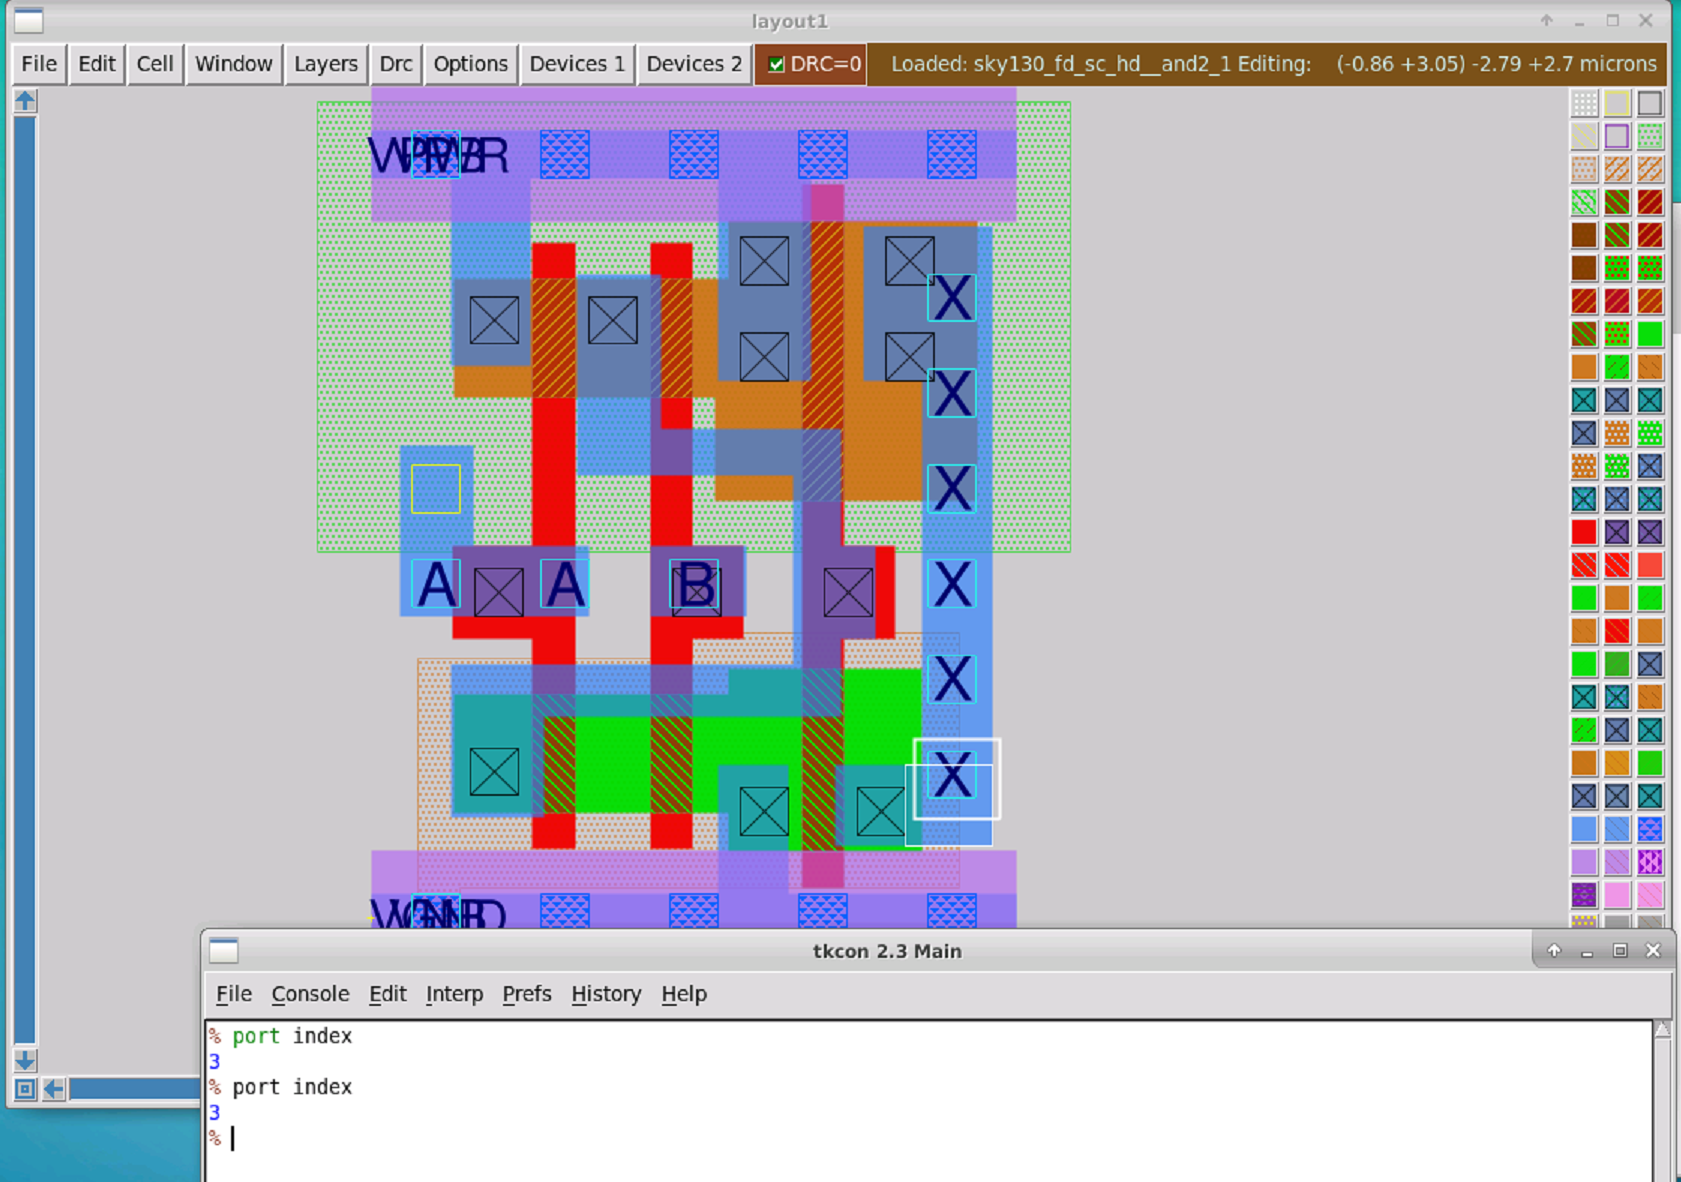 layout1
File Edit Cell Window Layers Drc Options Devices 1 Devices 2 DRC=0 Loaded: sky130_fd_sc_hd__and2_1 Editing: (-0.86 +3.05) -2.79 +2.7 microns
X
X
X
A A B X
X
X
tkcon 2.3 Main
File Console Edit Interp Prefs History Help
% port index
3
% port index
3
%